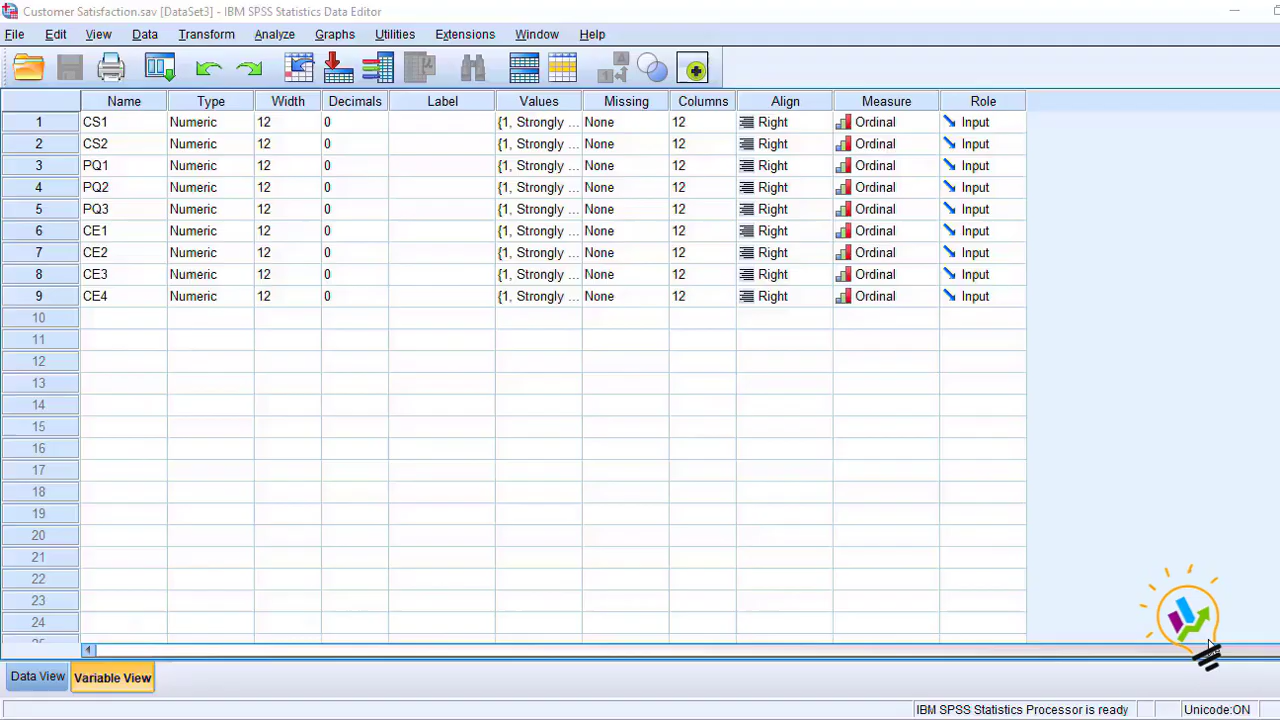 Customer Satisfaction.sav [DataSet3] - IBM SPSS Statistics Data Editor
File Edit View Data Transform Analyze Graphs Utilities Extensions Window Help
Name Type Width Decimals Label Values Missing Columns Align Measure Role
1 CS1 Numeric 12 0 {1, Strongly ... None 12 Right Ordinal Input
2 CS2 Numeric 12 0 {1, Strongly ... None 12 Right Ordinal Input
3 PQ1 Numeric 12 0 {1, Strongly ... None 12 Right Ordinal Input
4 PQ2 Numeric 12 0 {1, Strongly ... None 12 Right Ordinal Input
5 PQ3 Numeric 12 0 {1, Strongly ... None 12 Right Ordinal Input
6 CE1 Numeric 12 0 {1, Strongly ... None 12 Right Ordinal Input
7 CE2 Numeric 12 0 {1, Strongly ... None 12 Right Ordinal Input
8 CE3 Numeric 12 0 {1, Strongly ... None 12 Right Ordinal Input
9 CE4 Numeric 12 0 {1, Strongly ... None 12 Right Ordinal Input
10
11
12
13
14
15
16
17
18
19
20
21
22
23
24
Data View Variable View
IBM SPSS Statistics Processor is ready Unicode:ON